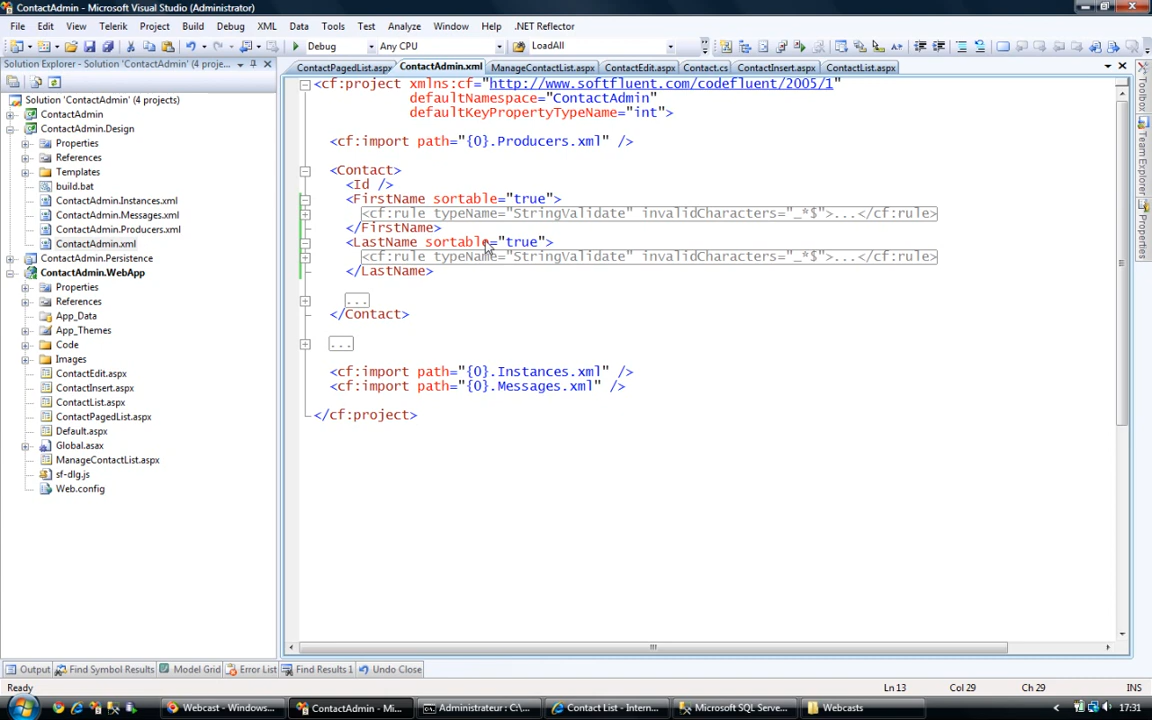 ContactAdmin - Microsoft Visual Studio (Administrator)
File Edit View Telerik Project Build Debug XML Data Tools Test Analyze Window Help .NET Reflector
Debug Any CPU LoadAll
Solution Explorer - Solution 'ContactAdmin' (4 proje...
ContactPagedList.aspx ContactAdmin.xml ManageContactList.aspx ContactEdit.aspx Contact.cs ContactInsert.aspx ContactList.aspx
Solution 'ContactAdmin' (4 projects)
ContactAdmin
ContactAdmin.Design
Properties
References
Templates
build.bat
ContactAdmin.Instances.xml
ContactAdmin.Messages.xml
ContactAdmin.Producers.xml
ContactAdmin.xml
ContactAdmin.Persistence
ContactAdmin.WebApp
Properties
References
App_Data
App_Themes
Code
Images
ContactEdit.aspx
ContactInsert.aspx
ContactList.aspx
ContactPagedList.aspx
Default.aspx
Global.asax
ManageContactList.aspx
sf-dlg.js
Web.config
<cf:project xmlns:cf="http://www.softfluent.com/codefluent/2005/1"
defaultNamespace="ContactAdmin"
defaultKeyPropertyTypeName="int">
<cf:import path="{0}.Producers.xml" />
<Contact>
<Id />
<FirstName sortable="true">
<cf:rule typeName="StringValidate" invalidCharacters="_*$">...</cf:rule>
</FirstName>
<LastName sortable="true">
<cf:rule typeName="StringValidate" invalidCharacters="_*$">...</cf:rule>
</LastName>
...
</Contact>
...
<cf:import path="{0}.Instances.xml" />
<cf:import path="{0}.Messages.xml" />
</cf:project>
Toolbox
Team Explorer
Properties
Output Find Symbol Results Model Grid Error List Find Results 1 Undo Close
Ready Ln 13 Col 29 Ch 29 INS
Webcast - Windows... ContactAdmin - Mi... Administrateur : C:\... Contact List - Intern... Microsoft SQL Serve... Webcasts 17:31